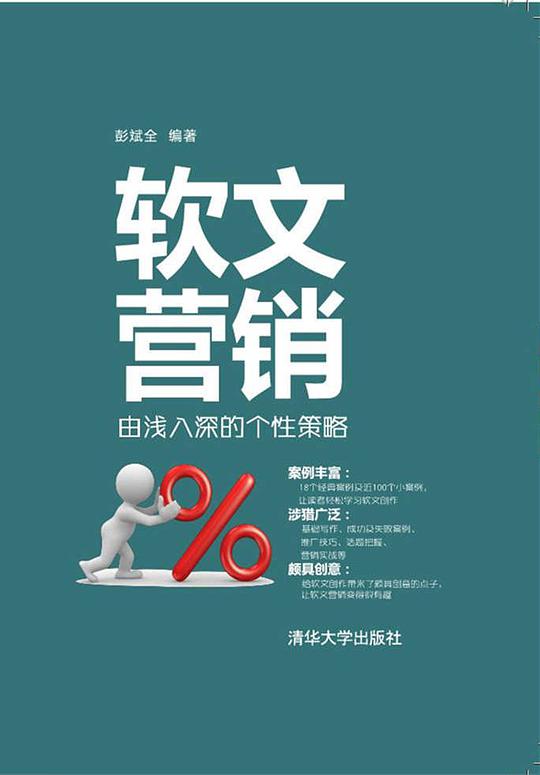 彭斌全 编著
软文
营销
由浅入深的个性策略
案例丰富：
18个经典案例及近100个小案例，
让读者轻松学习软文创作
涉猎广泛：
基础写作、成功及失败案例、
推广技巧、话题把握、
营销实战等
颇具创意：
给软文创作带来了颇具创意的点子，
让软文营销变得很有趣
清华大学出版社